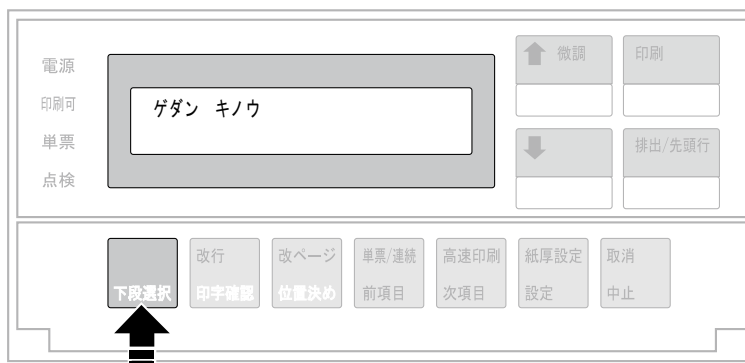 電源
印刷可
単票
点検
ゲダン キノウ
微調
印刷
排出/先頭行
下段選択
改行
印字確認
改ページ
位置決め
単票/連続
前項目
高速印刷
次項目
紙厚設定
設定
取消
中止